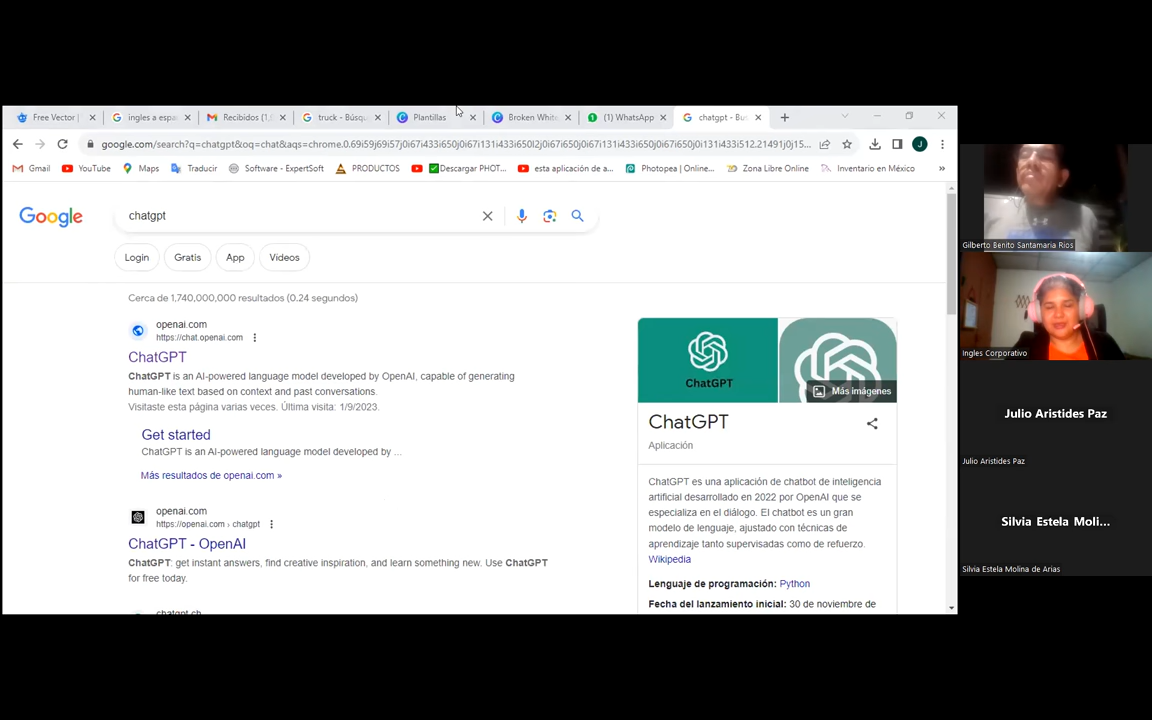 Free Vector |
ingles a espa
Recibidos (1,
truck - Búsqu
Plantillas
Broken White,
(1) WhatsApp
chatgpt - Bus
google.com/search?q=chatgpt&oq=chat&aqs=chrome.0.69i59j69i57j0i67i433i650j0i67i131i433i650l2j0i67i650j0i67i131i433i650j0i131i433i512.21491j0j15...
Gmail
YouTube
Maps
Traducir
Software - ExpertSoft
PRODUCTOS
Descargar PHOT...
esta aplicación de a...
Photopea | Online...
Zona Libre Online
Inventario en México
»
Google
chatgpt
Login
Gratis
App
Videos
Cerca de 1,740,000,000 resultados (0.24 segundos)
openai.com
https://chat.openai.com
ChatGPT
ChatGPT is an AI-powered language model developed by OpenAI, capable of generating
human-like text based on context and past conversations.
Visitaste esta página varias veces. Última visita: 1/9/2023.
Get started
ChatGPT is an AI-powered language model developed by ...
Más resultados de openai.com »
openai.com
https://openai.com › chatgpt
ChatGPT - OpenAI
ChatGPT: get instant answers, find creative inspiration, and learn something new. Use ChatGPT
for free today.
ChatGPT
Más imágenes
ChatGPT
Aplicación
ChatGPT es una aplicación de chatbot de inteligencia
artificial desarrollado en 2022 por OpenAI que se
especializa en el diálogo. El chatbot es un gran
modelo de lenguaje, ajustado con técnicas de
aprendizaje tanto supervisadas como de refuerzo.
Wikipedia
Lenguaje de programación: Python
Fecha del lanzamiento inicial: 30 de noviembre de
Gilberto Benito Santamaria Rios
Ingles Corporativo
Julio Aristides Paz
Julio Aristides Paz
Silvia Estela Moli...
Silvia Estela Molina de Arias